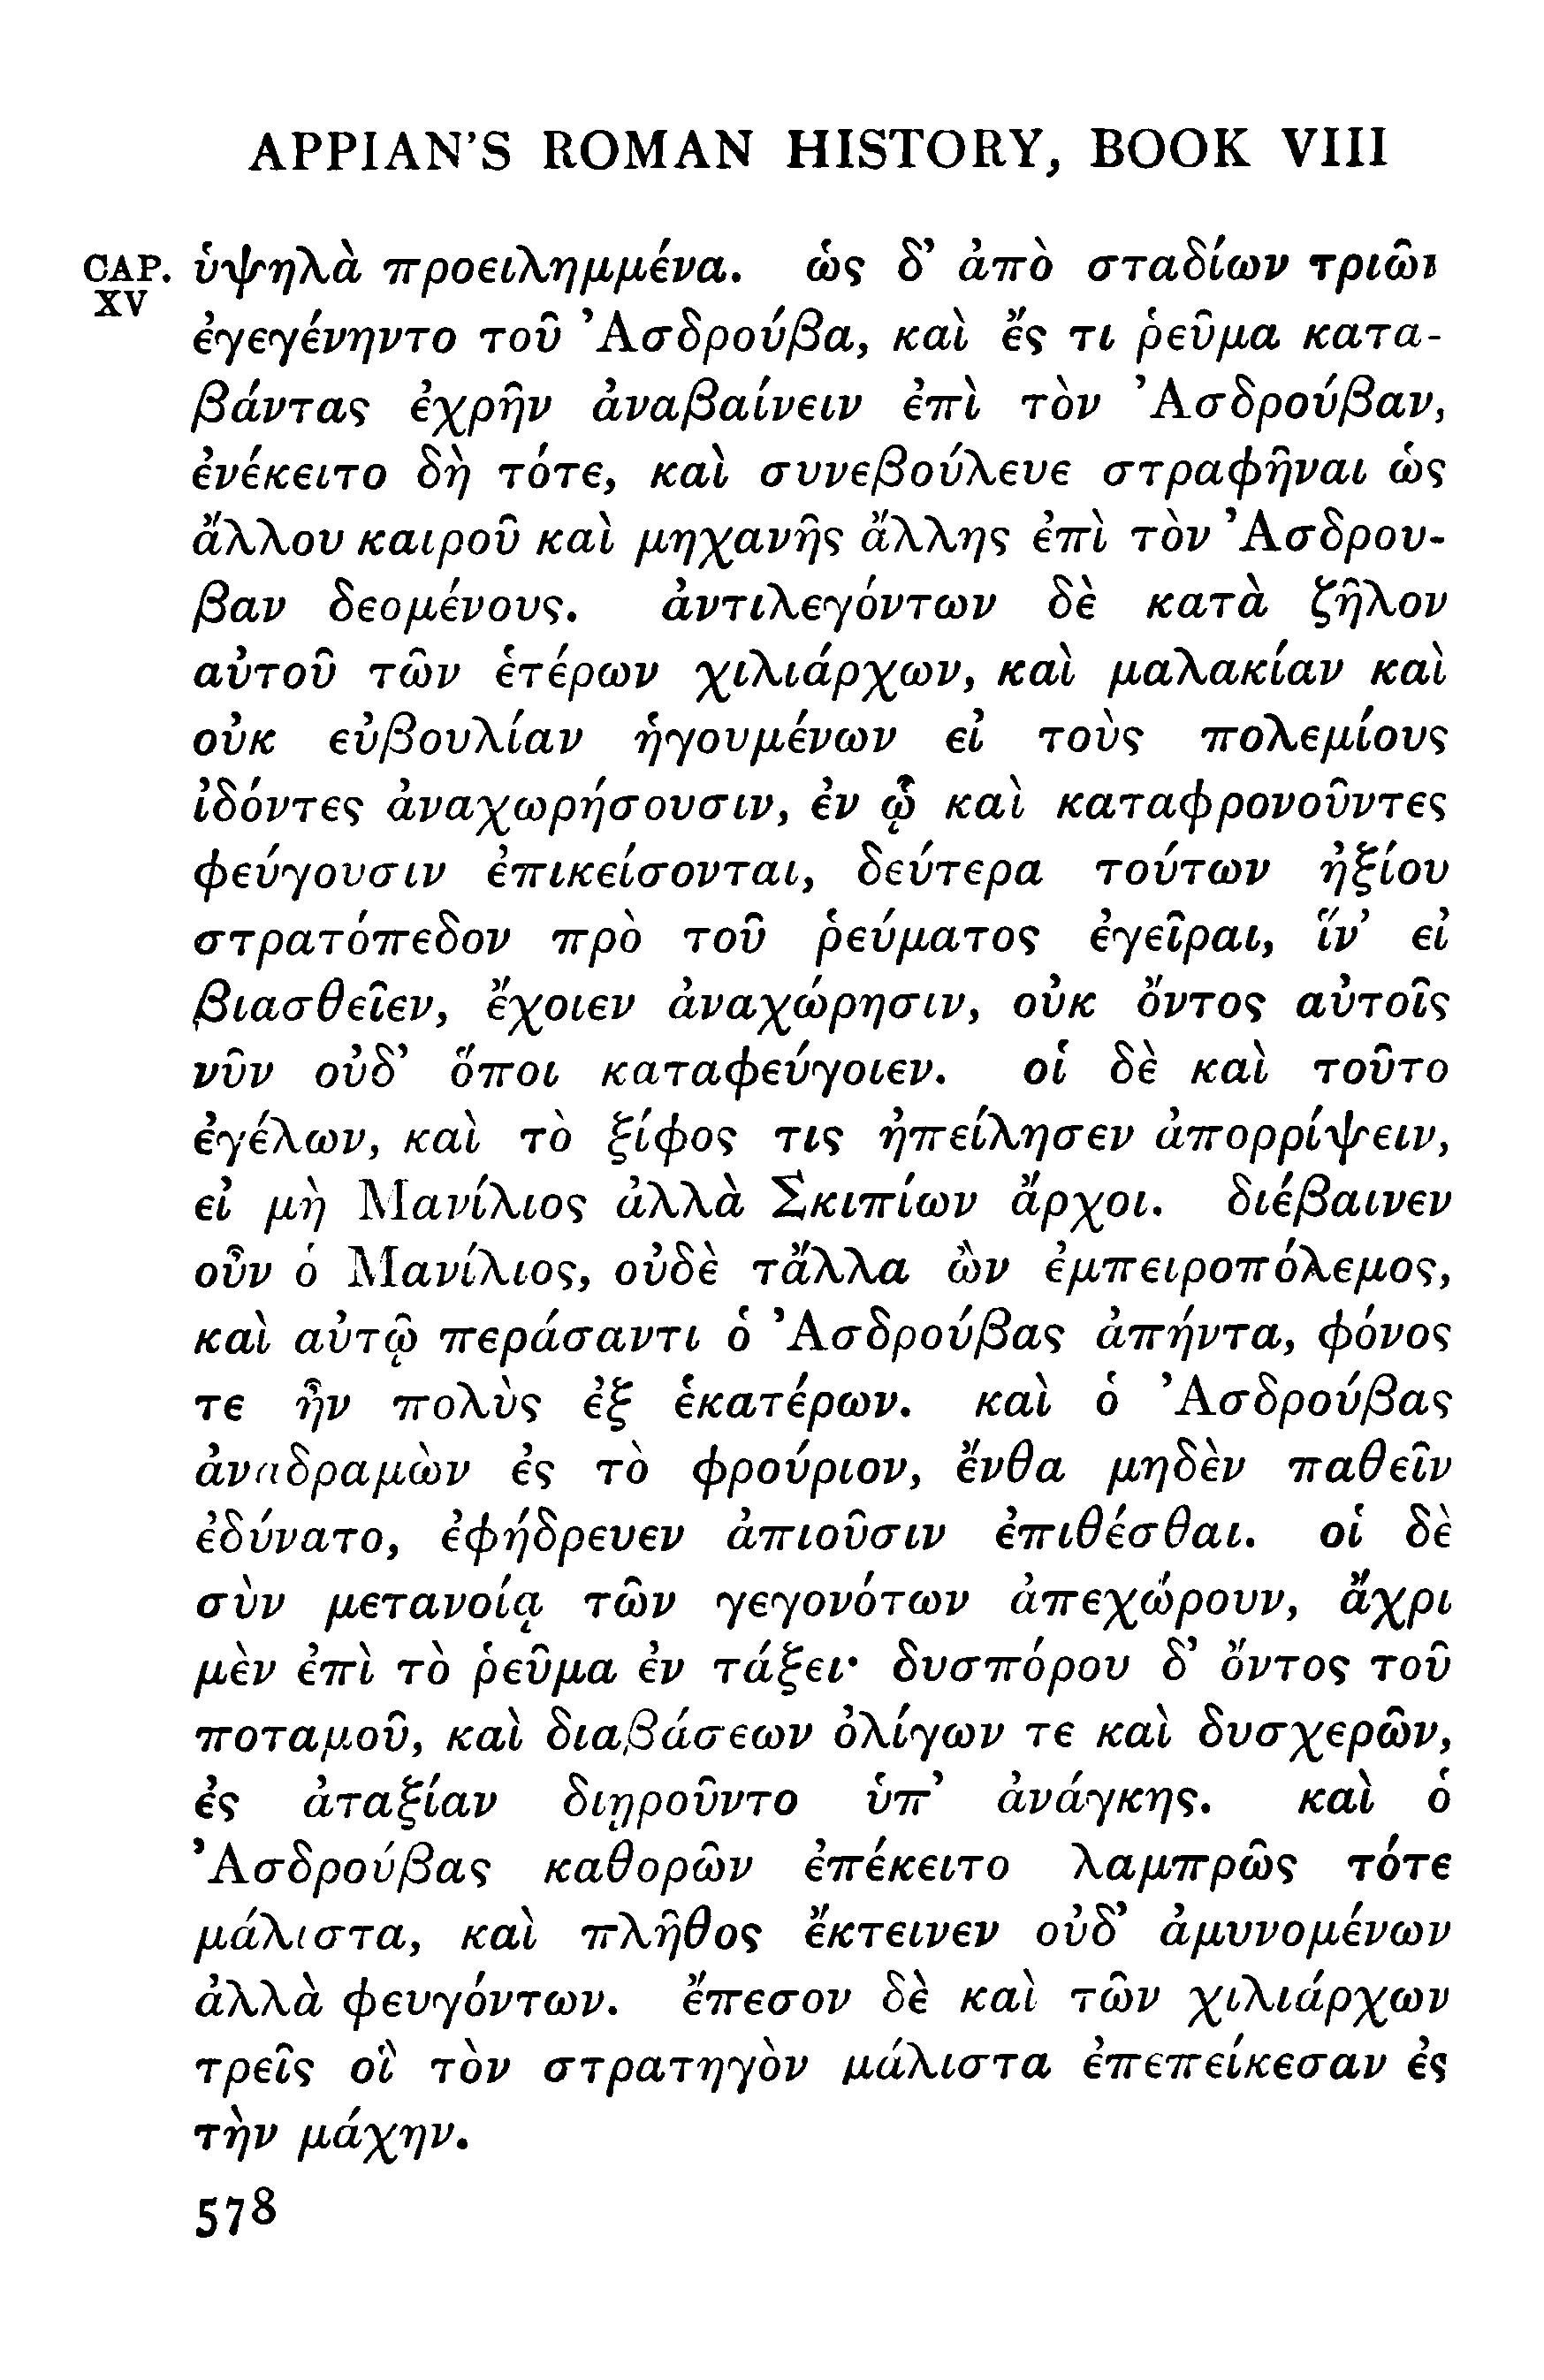 APPIAN'S ROMAN HISTORY, BOOK VIII
CAP. XV
ὑψηλὰ προειλημμένα. ὡς δ' ἀπὸ σταδίων τριῶν
ἐγεγένηντο τοῦ Ἀσδρούβα, καὶ ἔς τι ῥεῦμα κατα-
βάντας ἐχρῆν ἀναβαίνειν ἐπὶ τὸν Ἀσδρούβαν,
ἐνέκειτο δὴ τότε, καὶ συνεβούλευε στραφῆναι ὡς
ἄλλου καιροῦ καὶ μηχανῆς ἄλλης ἐπὶ τὸν Ἀσδρου-
βαν δεομένους. ἀντιλεγόντων δὲ κατὰ ζῆλον
αὐτοῦ τῶν ἑτέρων χιλιάρχων, καὶ μαλακίαν καὶ
οὐκ εὐβουλίαν ἡγουμένων εἰ τοὺς πολεμίους
ἰδόντες ἀναχωρήσουσιν, ἐν ᾧ καὶ καταφρονοῦντες
φεύγουσιν ἐπικείσονται, δεύτερα τούτων ἠξίου
στρατόπεδον πρὸ τοῦ ῥεύματος ἐγεῖραι, ἵν' εἰ
βιασθεῖεν, ἔχοιεν ἀναχώρησιν, οὐκ ὄντος αὐτοῖς
νῦν οὐδ' ὅποι καταφεύγοιεν. οἱ δὲ καὶ τοῦτο
ἐγέλων, καὶ τὸ ξίφος τις ἠπείλησεν ἀπορρίψειν,
εἰ μὴ Μανίλιος ἀλλὰ Σκιπίων ἄρχοι. διέβαινεν
οὖν ὁ Μανίλιος, οὐδὲ τἄλλα ὢν ἐμπειροπόλεμος,
καὶ αὐτῷ περάσαντι ὁ Ἀσδρούβας ἀπήντα, φόνος
τε ἦν πολὺς ἐξ ἑκατέρων. καὶ ὁ Ἀσδρούβας
ἀναδραμὼν ἐς τὸ φρούριον, ἔνθα μηδὲν παθεῖν
ἐδύνατο, ἐφήδρευεν ἀπιοῦσιν ἐπιθέσθαι. οἱ δὲ
σὺν μετανοίᾳ τῶν γεγονότων ἀπεχώρουν, ἄχρι
μὲν ἐπὶ τὸ ῥεῦμα ἐν τάξει· δυσπόρου δ' ὄντος τοῦ
ποταμοῦ, καὶ διαβάσεων ὀλίγων τε καὶ δυσχερῶν,
ἐς ἀταξίαν διῃροῦντο ὑπ' ἀνάγκης. καὶ ὁ
Ἀσδρούβας καθορῶν ἐπέκειτο λαμπρῶς τότε
μάλιστα, καὶ πλῆθος ἔκτεινεν οὐδ' ἀμυνομένων
ἀλλὰ φευγόντων. ἔπεσον δὲ καὶ τῶν χιλιάρχων
τρεῖς οἳ τὸν στρατηγὸν μάλιστα ἐπεπείκεσαν ἐς
τὴν μάχην.
578